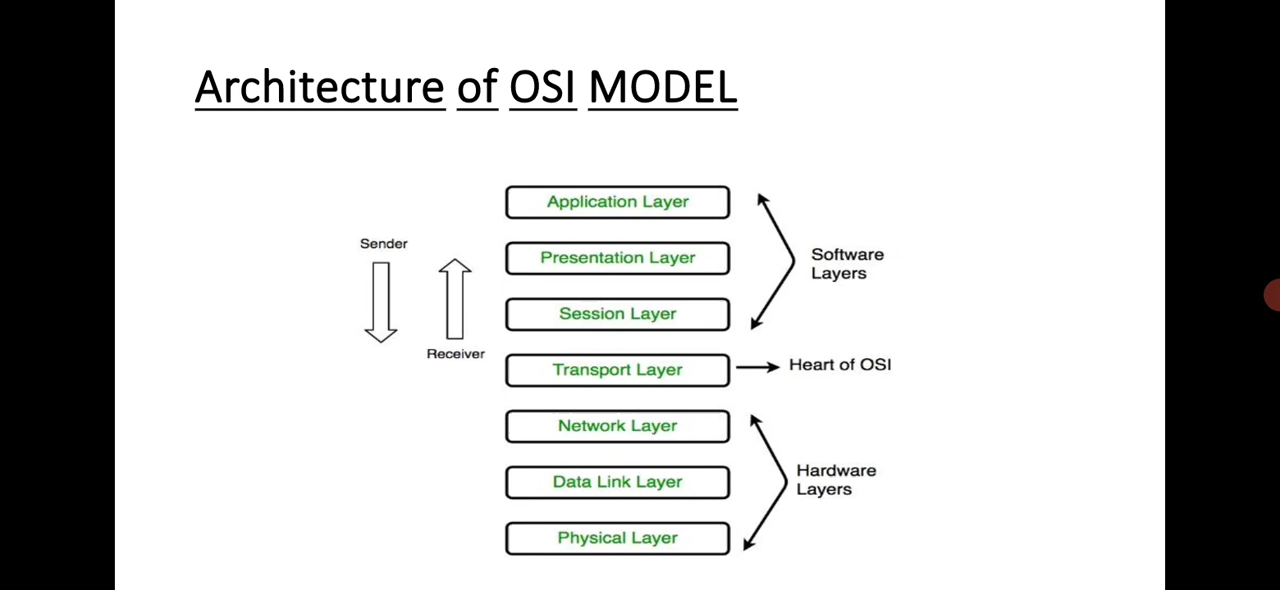 Architecture of OSI MODEL
Application Layer
Sender
Presentation Layer
Software
Layers
Session Layer
Receiver
Transport Layer
Heart of OSI
Network Layer
Hardware
Layers
Data Link Layer
Physical Layer